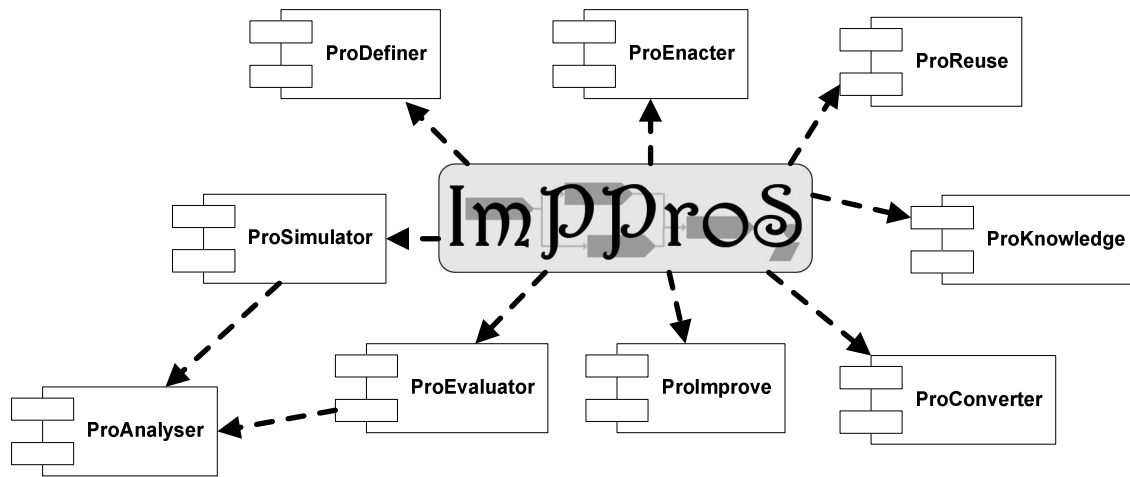 ProDefiner
ProEnacter
ProReuse
ImPProS
ProSimulator
ProKnowledge
ProEvaluator
ProImprove
ProConverter
ProAnalyser